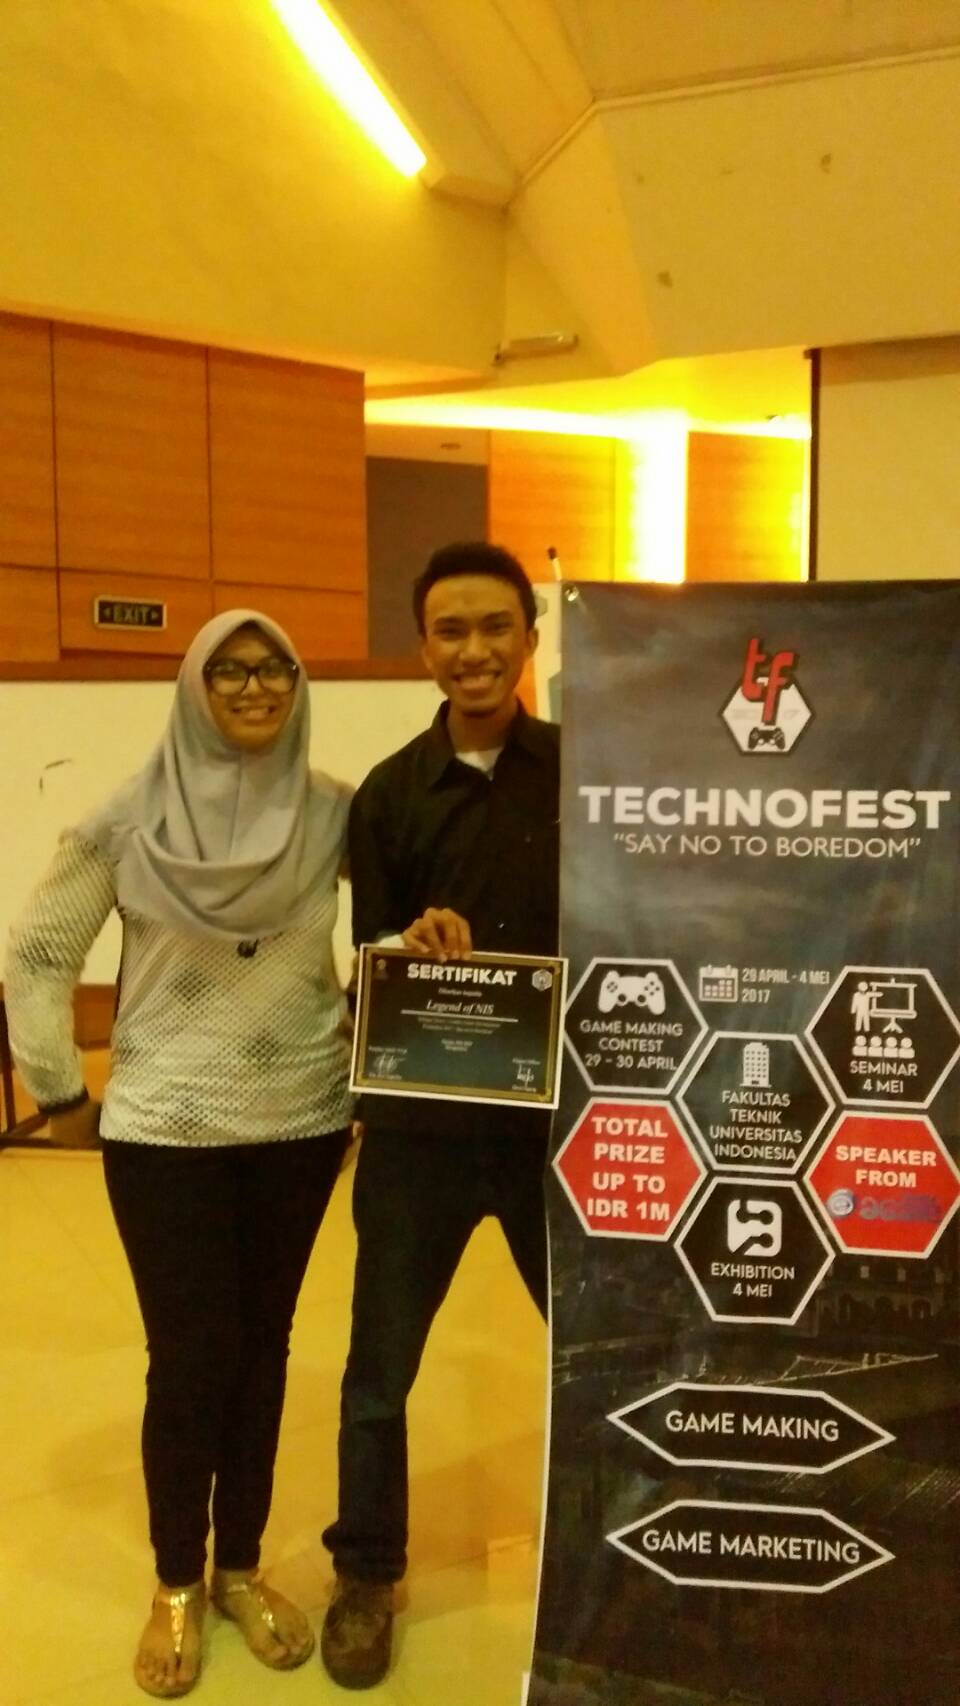 EXIT
tf
TECHNOFEST
"SAY NO TO BOREDOM"
29 APRIL - 4 MEI
2017
GAME MAKING
CONTEST
29 - 30 APRIL
SEMINAR
4 MEI
FAKULTAS
TEKNIK
UNIVERSITAS
INDONESIA
TOTAL
PRIZE
UP TO
IDR 1M
SPEAKER
FROM
EXHIBITION
4 MEI
GAME MAKING
GAME MARKETING
SERTIFIKAT
Diberikan kepada
Legend of NIS